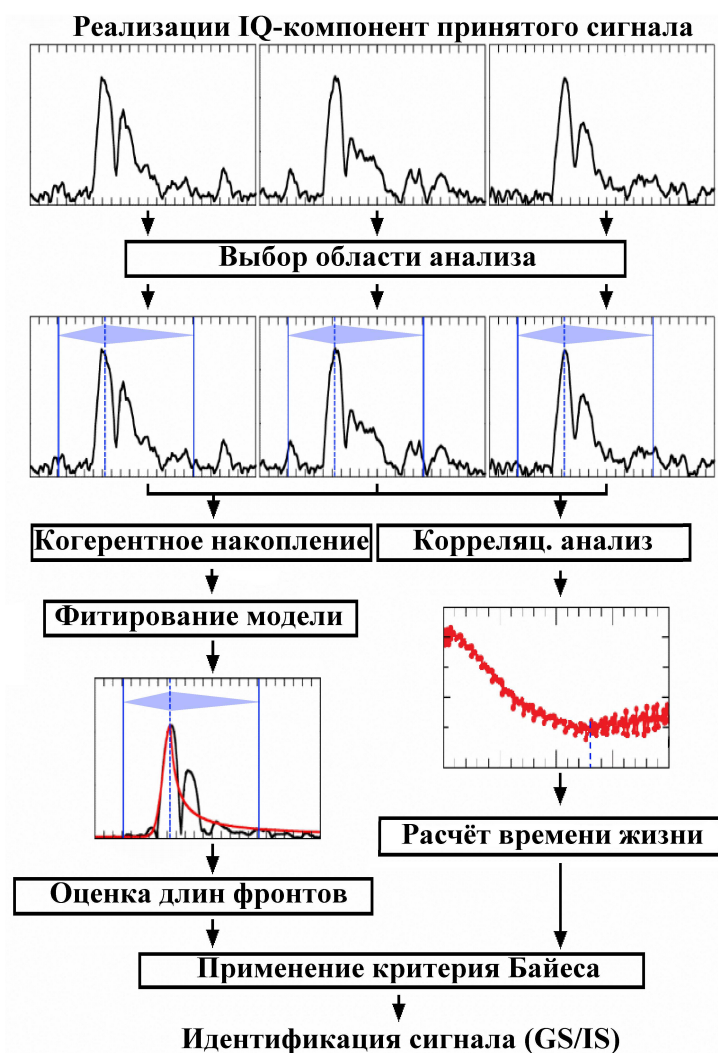 Реализации IQ-компонент принятого сигнала
Выбор области анализа
Когерентное накопление
Корреляц. анализ
Фитирование модели
Расчёт времени жизни
Оценка длин фронтов
Применение критерия Байеса
Идентификация сигнала (GS/IS)